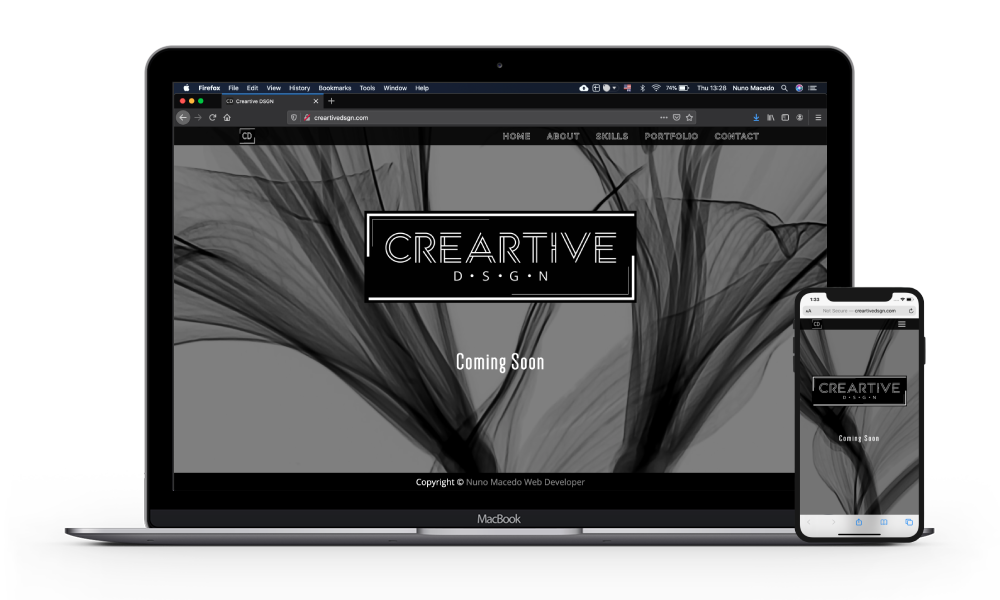 Firefox File Edit View History Bookmarks Tools Window Help 74% Thu 13:28 Nuno Macedo
CD Creartive DSGN
creartivedsgn.com
CD HOME ABOUT SKILLS PORTFOLIO CONTACT
CREARTIVE
D·S·G·N
Coming Soon
Copyright © Nuno Macedo Web Developer
MacBook
1:33
AA Not Secure — creartivedsgn.com
CD
CREARTIVE
D·S·G·N
Coming Soon